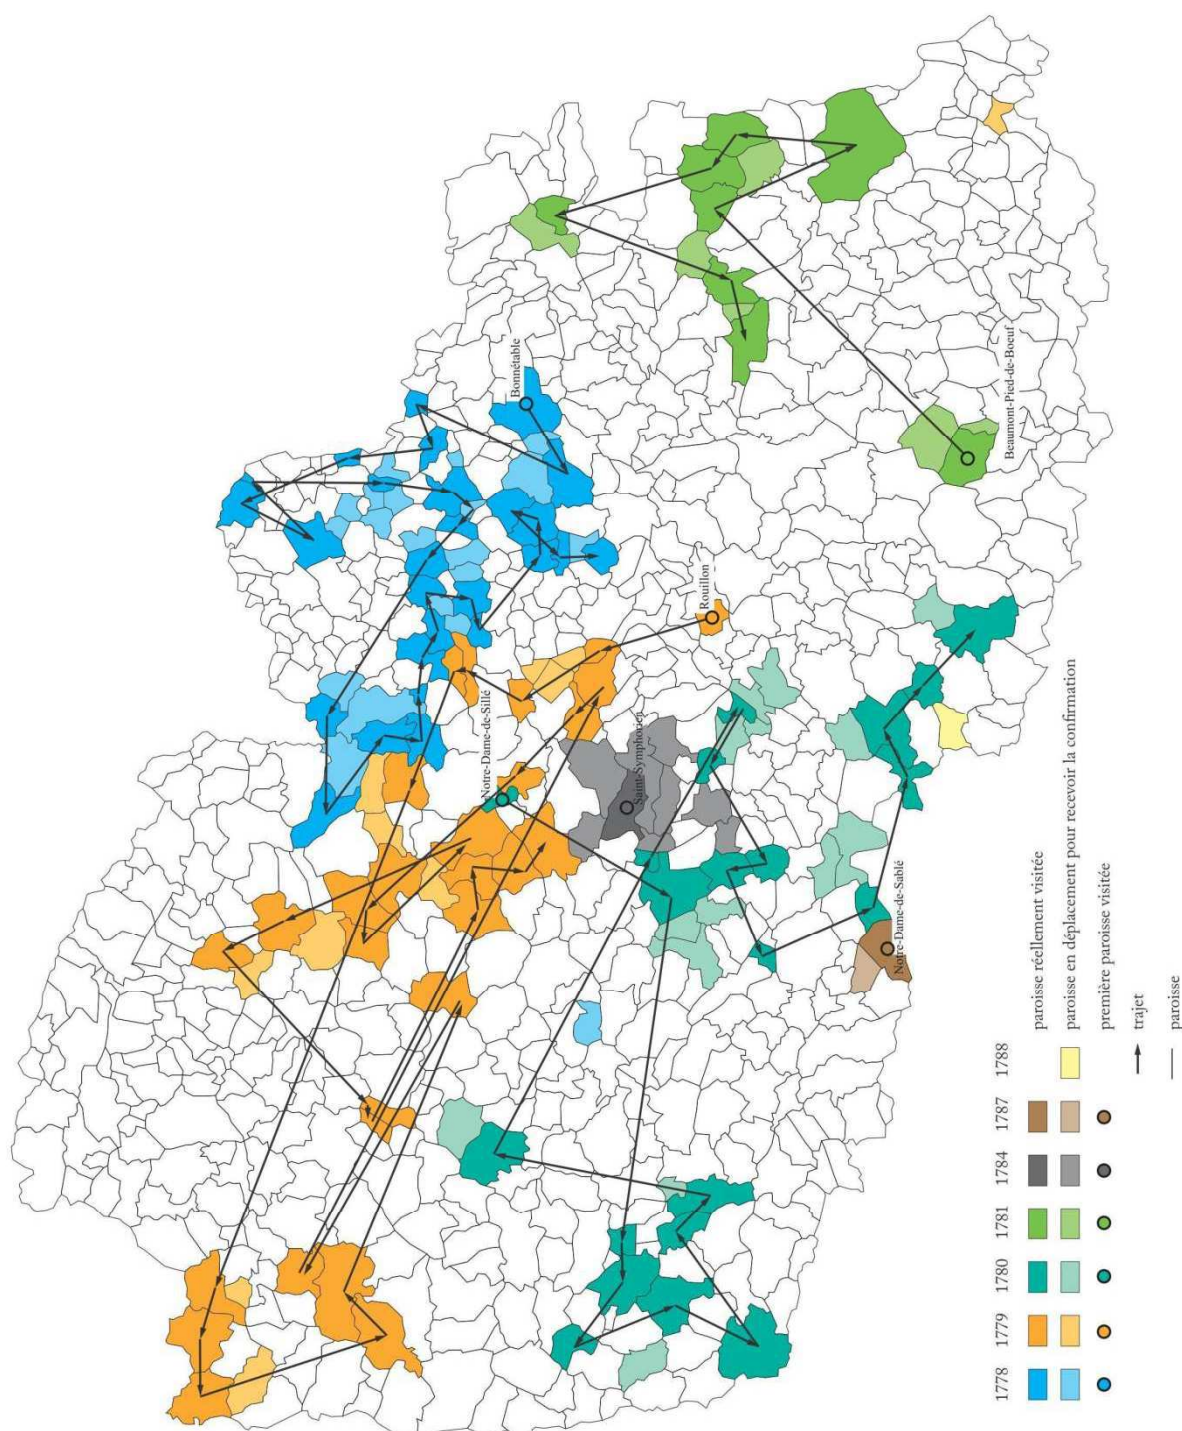 Bonnétable
Notre-Dame-de-Sillé
Rouillon
Saint-Symphorien
Beaumont-Pied-de-Boeuf
Notre-Dame-de-Sablé
1778 1779 1780 1781 1784 1787 1788
paroisse réellement visitée
paroisse en déplacement pour recevoir la confirmation
première paroisse visitée
trajet
paroisse